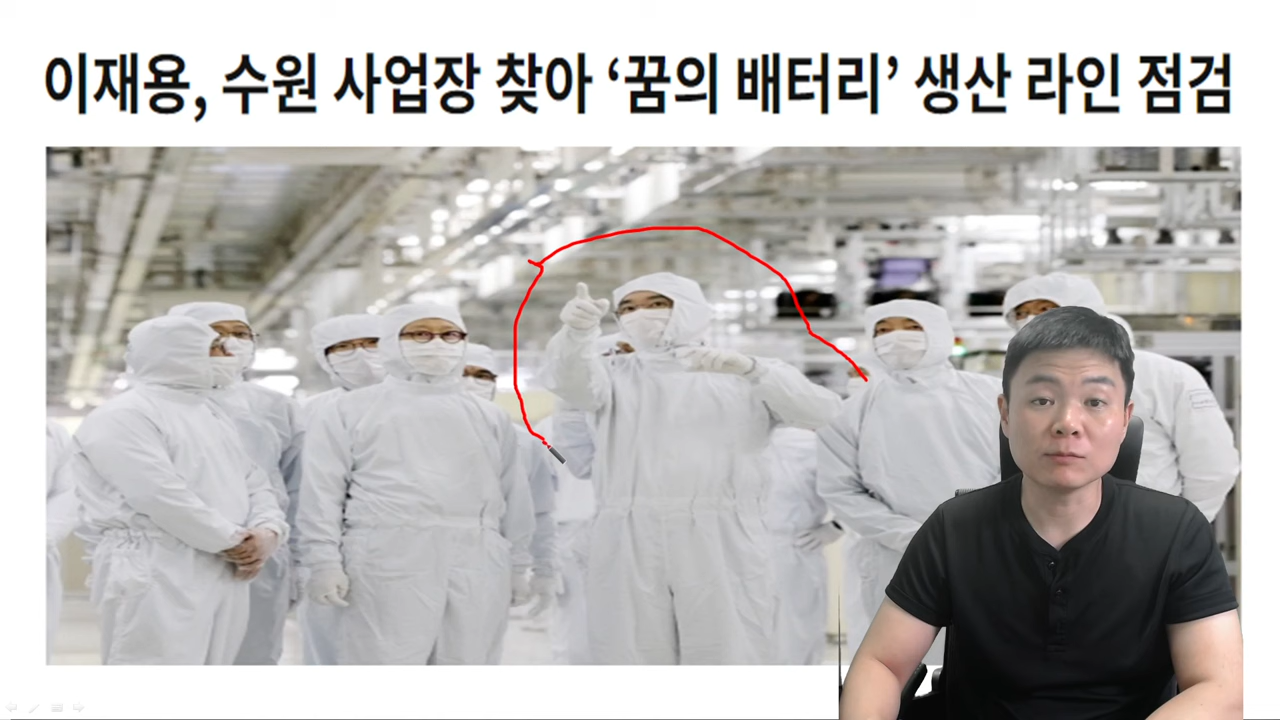 이재용, 수원 사업장 찾아 ‘꿈의 배터리’ 생산 라인 점검